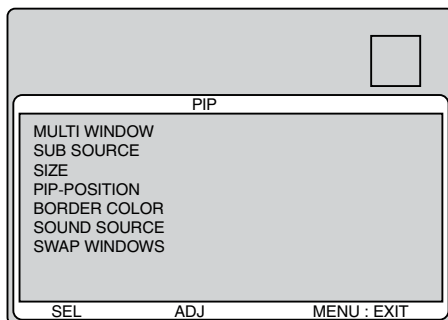 PIP
MULTI WINDOW
SUB SOURCE
SIZE
PIP-POSITION
BORDER COLOR
SOUND SOURCE
SWAP WINDOWS
SEL ADJ MENU : EXIT